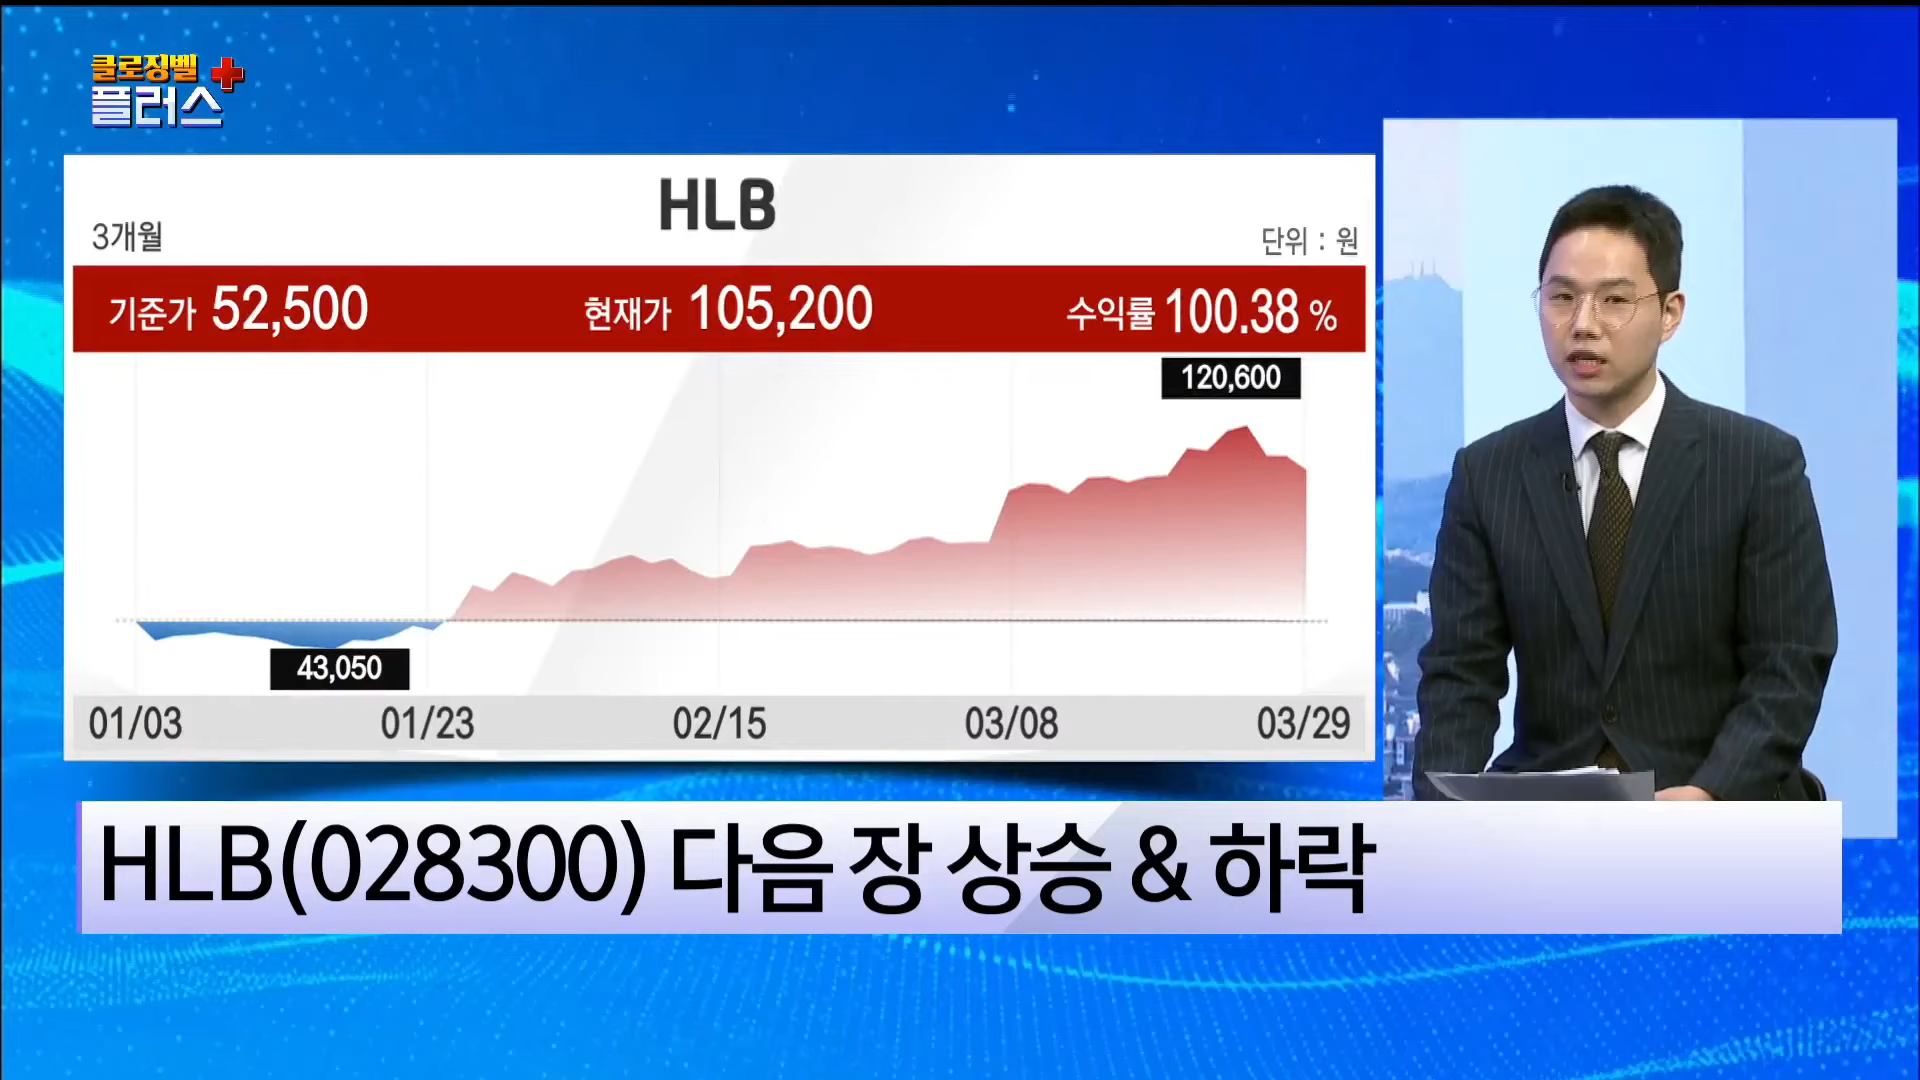 클로징벨
플러스
HLB
3개월
단위 : 원
기준가 52,500 현재가 105,200 수익률 100.38 %
120,600
43,050
01/03 01/23 02/15 03/08 03/29
HLB(028300) 다음 장 상승 & 하락